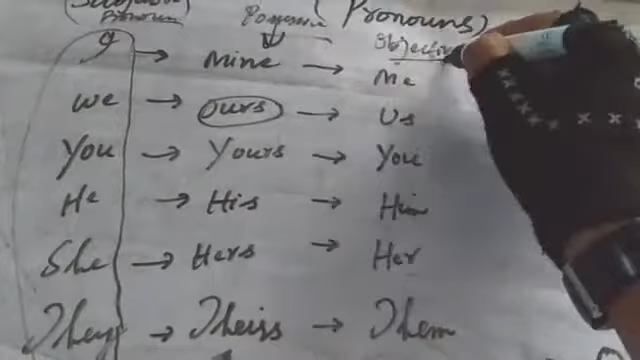 Pronoun (Pronouns)
Objective
I → Mine → Me
We → Ours → Us
You → Yours → You
He → His → Him
She → Hers → Her
They → Theirs → Them